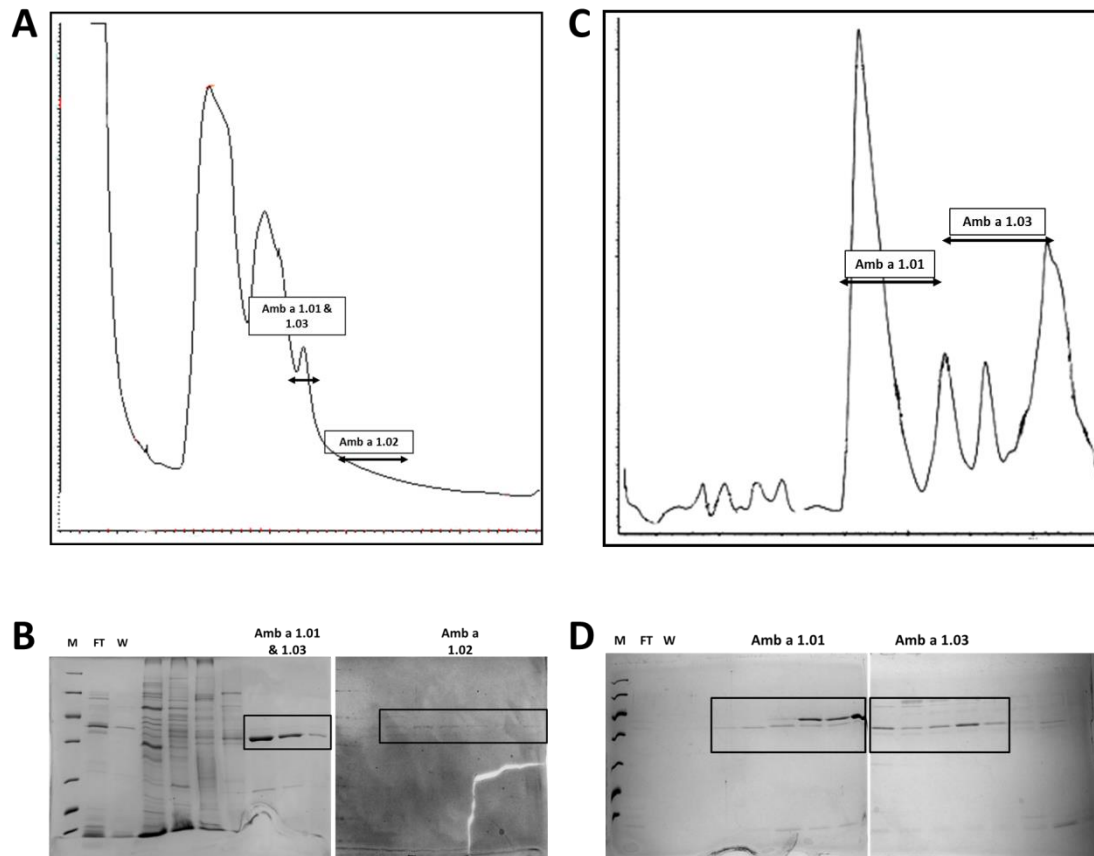 A
Amb a 1.01 &
1.03
Amb a 1.02
C
Amb a 1.03
Amb a 1.01
B
M FT W
Amb a 1.01
& 1.03
Amb a
1.02
D
M FT W
Amb a 1.01
Amb a 1.03